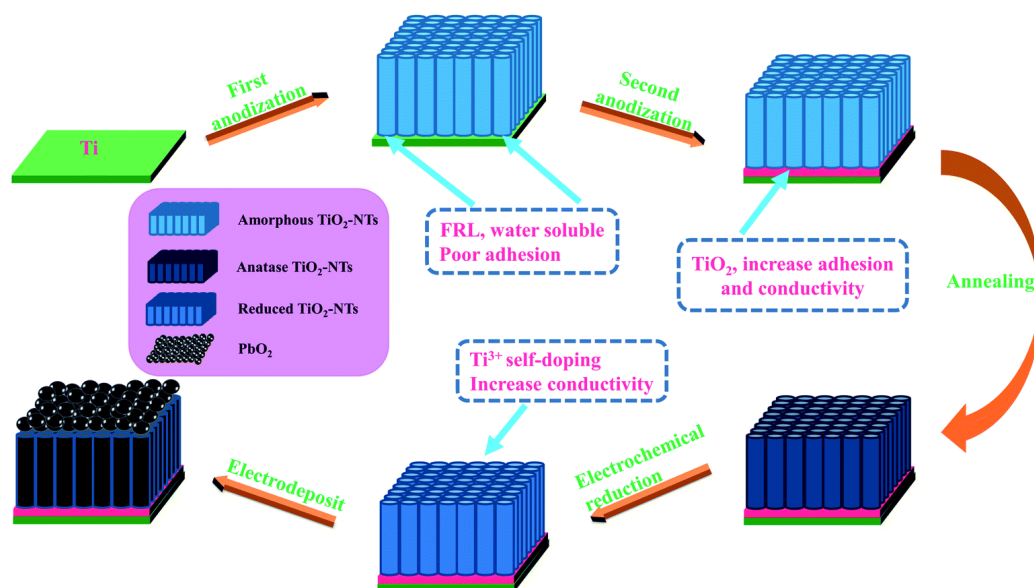 First
anodization
Second
anodization
Ti
Amorphous TiO₂-NTs
Anatase TiO₂-NTs
Reduced TiO₂-NTs
PbO₂
FRL, water soluble
Poor adhesion
TiO₂, increase adhesion
and conductivity
Annealing
Ti³⁺ self-doping
Increase conductivity
Electrochemical
reduction
Electrodeposit